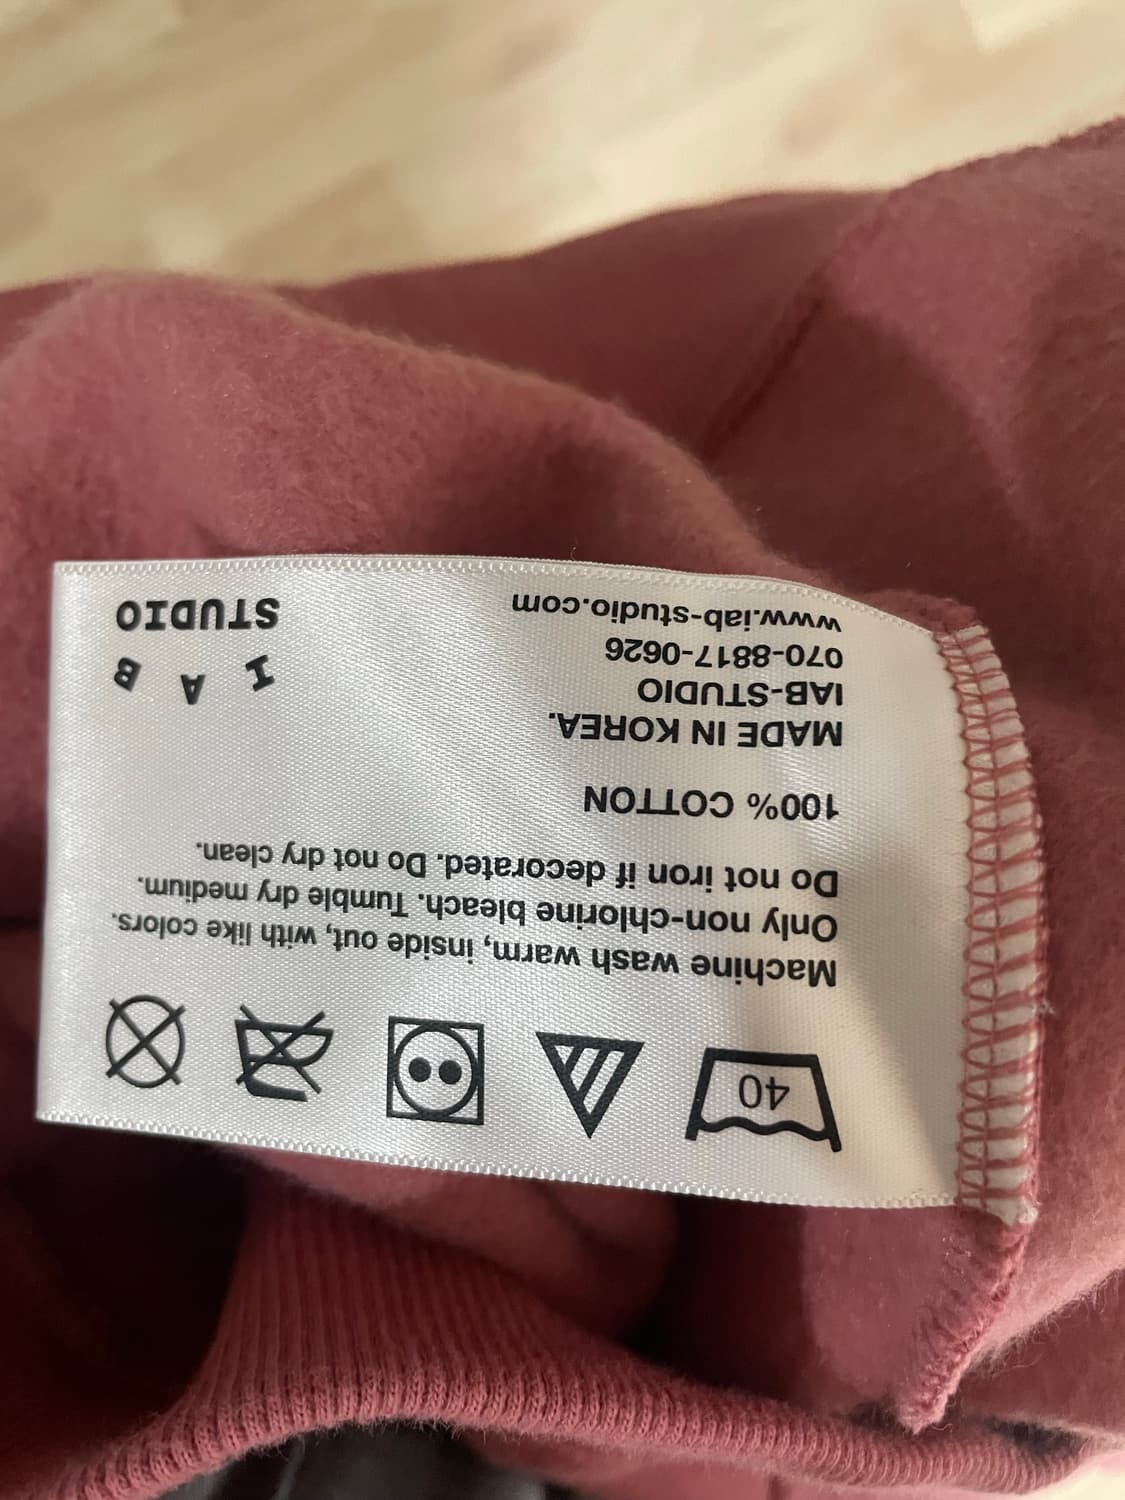 40
Machine wash warm, inside out, with like colors.
Only non-chlorine bleach. Tumble dry medium.
Do not iron if decorated. Do not dry clean.
100% COTTON
MADE IN KOREA.
IAB-STUDIO
070-8817-0626
www.iab-studio.com
I A B
STUDIO